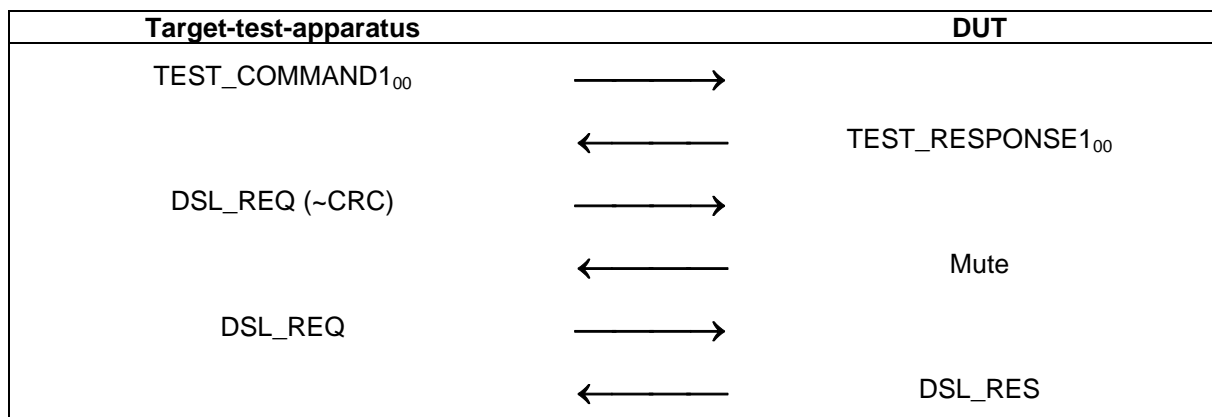 Target-test-apparatus DUT
TEST_COMMAND1₀₀
TEST_RESPONSE1₀₀
DSL_REQ (~CRC)
Mute
DSL_REQ
DSL_RES